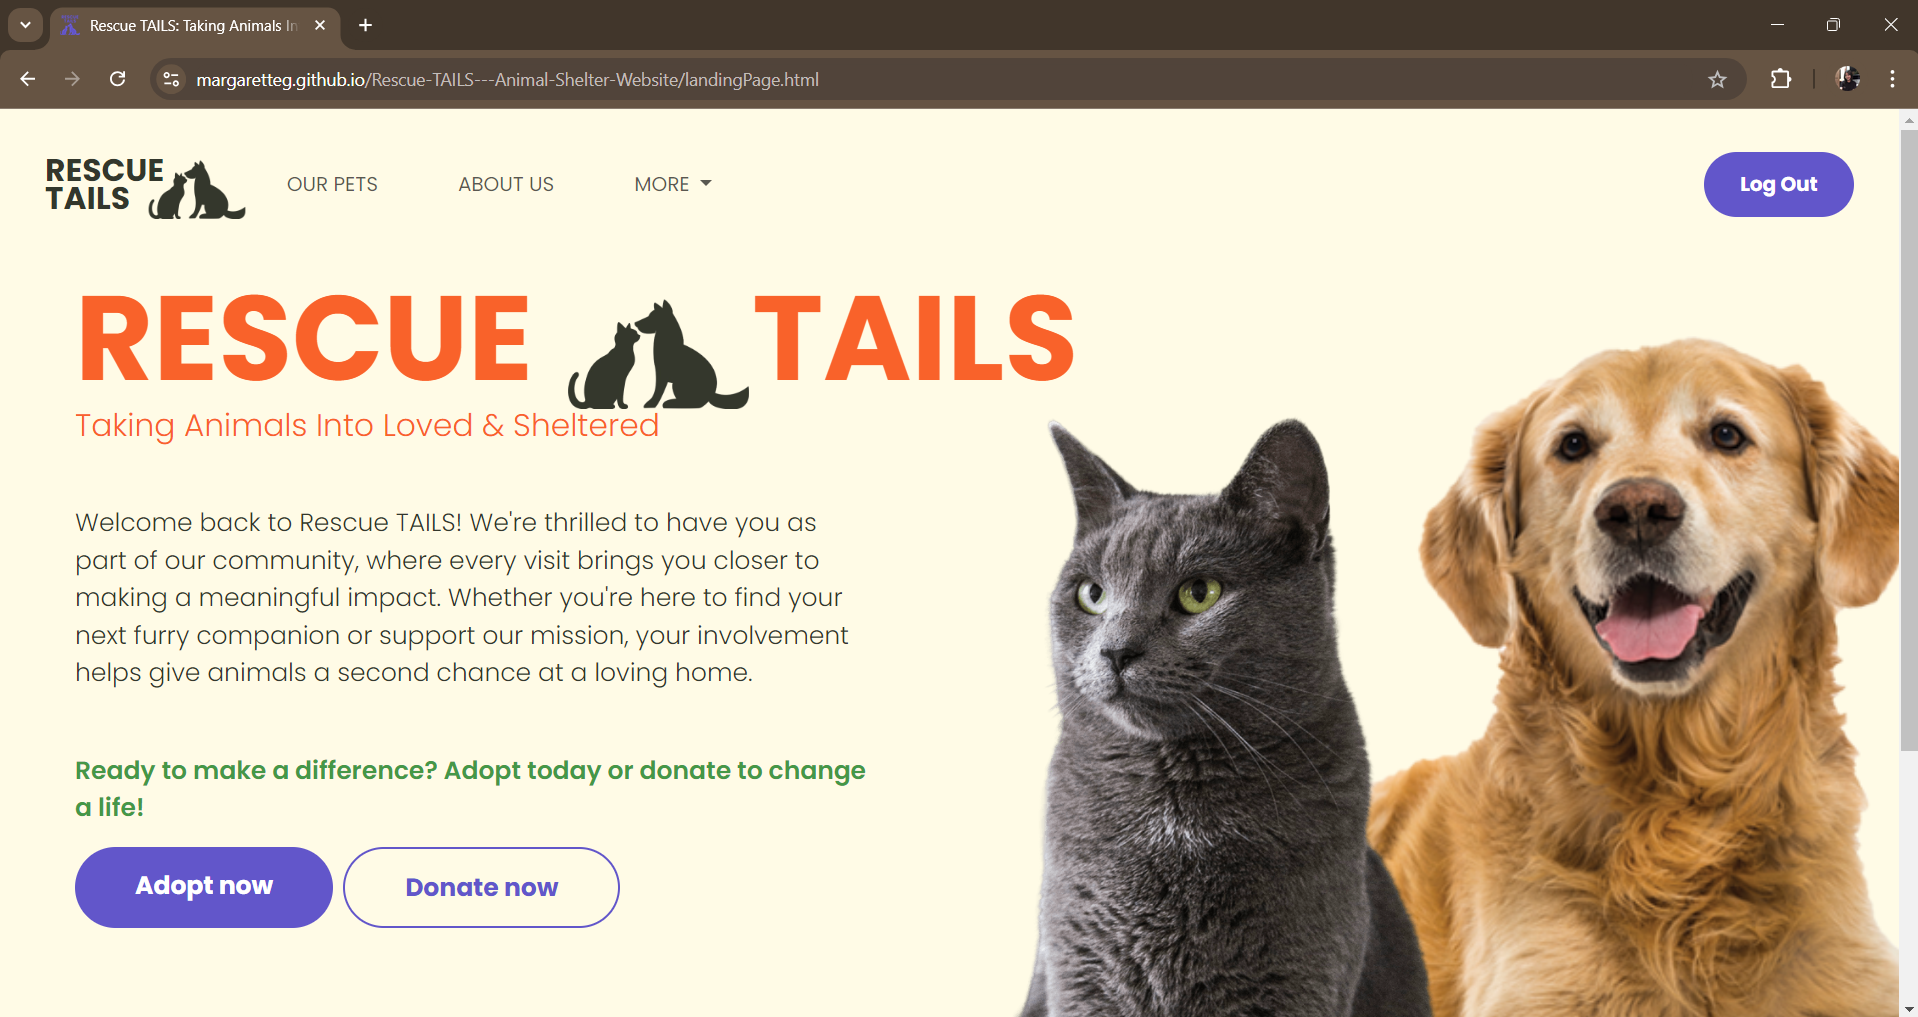 Rescue TAILS: Taking Animals In
margaretteg.github.io/Rescue-TAILS---Animal-Shelter-Website/landingPage.html
RESCUE
TAILS
OUR PETS
ABOUT US
MORE
Log Out
RESCUE TAILS
Taking Animals Into Loved & Sheltered
Welcome back to Rescue TAILS! We're thrilled to have you as
part of our community, where every visit brings you closer to
making a meaningful impact. Whether you're here to find your
next furry companion or support our mission, your involvement
helps give animals a second chance at a loving home.
Ready to make a difference? Adopt today or donate to change
a life!
Adopt now
Donate now